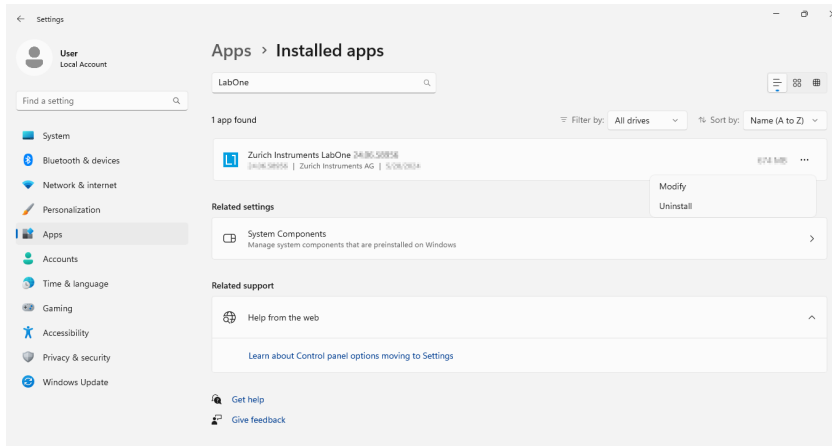 Settings
User
Local Account
Find a setting
System
Bluetooth & devices
Network & internet
Personalization
Apps
Accounts
Time & language
Gaming
Accessibility
Privacy & security
Windows Update
Apps > Installed apps
LabOne
1 app found
Filter by: All drives
Sort by: Name (A to Z)
Zurich Instruments LabOne
| Zurich Instruments AG |
Modify
Uninstall
Related settings
System Components
Manage system components that are preinstalled on Windows
Related support
Help from the web
Learn about Control panel options moving to Settings
Get help
Give feedback